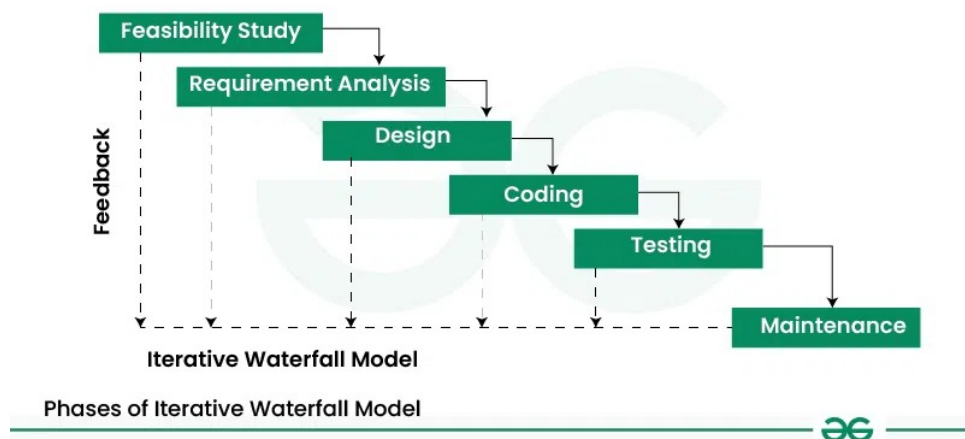 Feasibility Study
Requirement Analysis
Design
Coding
Testing
Maintenance
Feedback
Iterative Waterfall Model
Phases of Iterative Waterfall Model